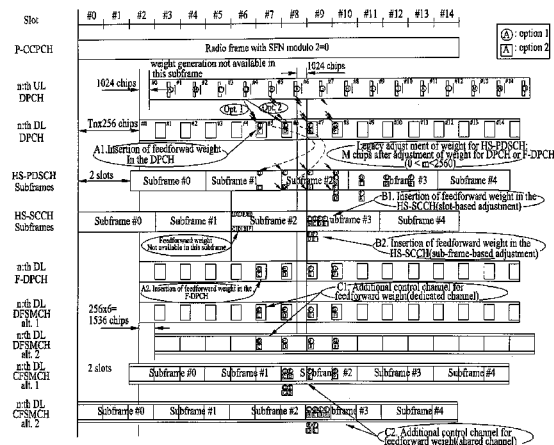 Slot #0 #1 #2 #3 #4 #5 #6 #7 #8 #9 #10 #11 #12 #13 #14
A : option 1
A : option 2
P-CCPCH Radio frame with SFN modulo 2=0
weight generation not available in
this subframe
1024 chips
1024 chips
n:th UL
DPCH
Opt. 1 Opt. 2
Tnx256 chips
n:th DL
DPCH
A1.Insertion of feedforward weight
In the DPCH
Legacy adjustment of weight for HS-PDSCH:
M chips after adjustment of weight for DPCH or F-DPCH
(0 < m<2560)
HS-PDSCH
Subframes
2 slots
Subframe #0 Subframe #1 Subframe #2 Subframe #4
B1. Insertion of feedforward weight in the
HS-SCCH(slot-based adjustment)
HS-SCCH
Subframes
Subframe #0 Subframe #1 Subframe #2 Subframe #3 Subframe #4
Feedforward weight
Not available in this subframe
B2. Insertion of feedforward weight in the
HS-SCCH(sub-frame-based adjustment)
n:th DL
F-DPCH
A2. Insertion of feedforward weight in the
F-DPCH
C1. Additional control channel for
feedforward weight(dedicated channel)
n:th DL
DFSMCH
alt. 1
256x6=
1536 chips
n:th DL
DFSMCH
alt. 2
n:th DL
CFSMCH
alt. 1
2 slots
Subframe #0 Subframe #1 Subframe #2 Subframe #3 Subframe #4
n:th DL
CFSMCH
alt. 2
Subframe #0 Subframe #1 Subframe #2 Subframe #3 Subframe #4
C2. Additional control channel for
feedforward weight(shared channel)